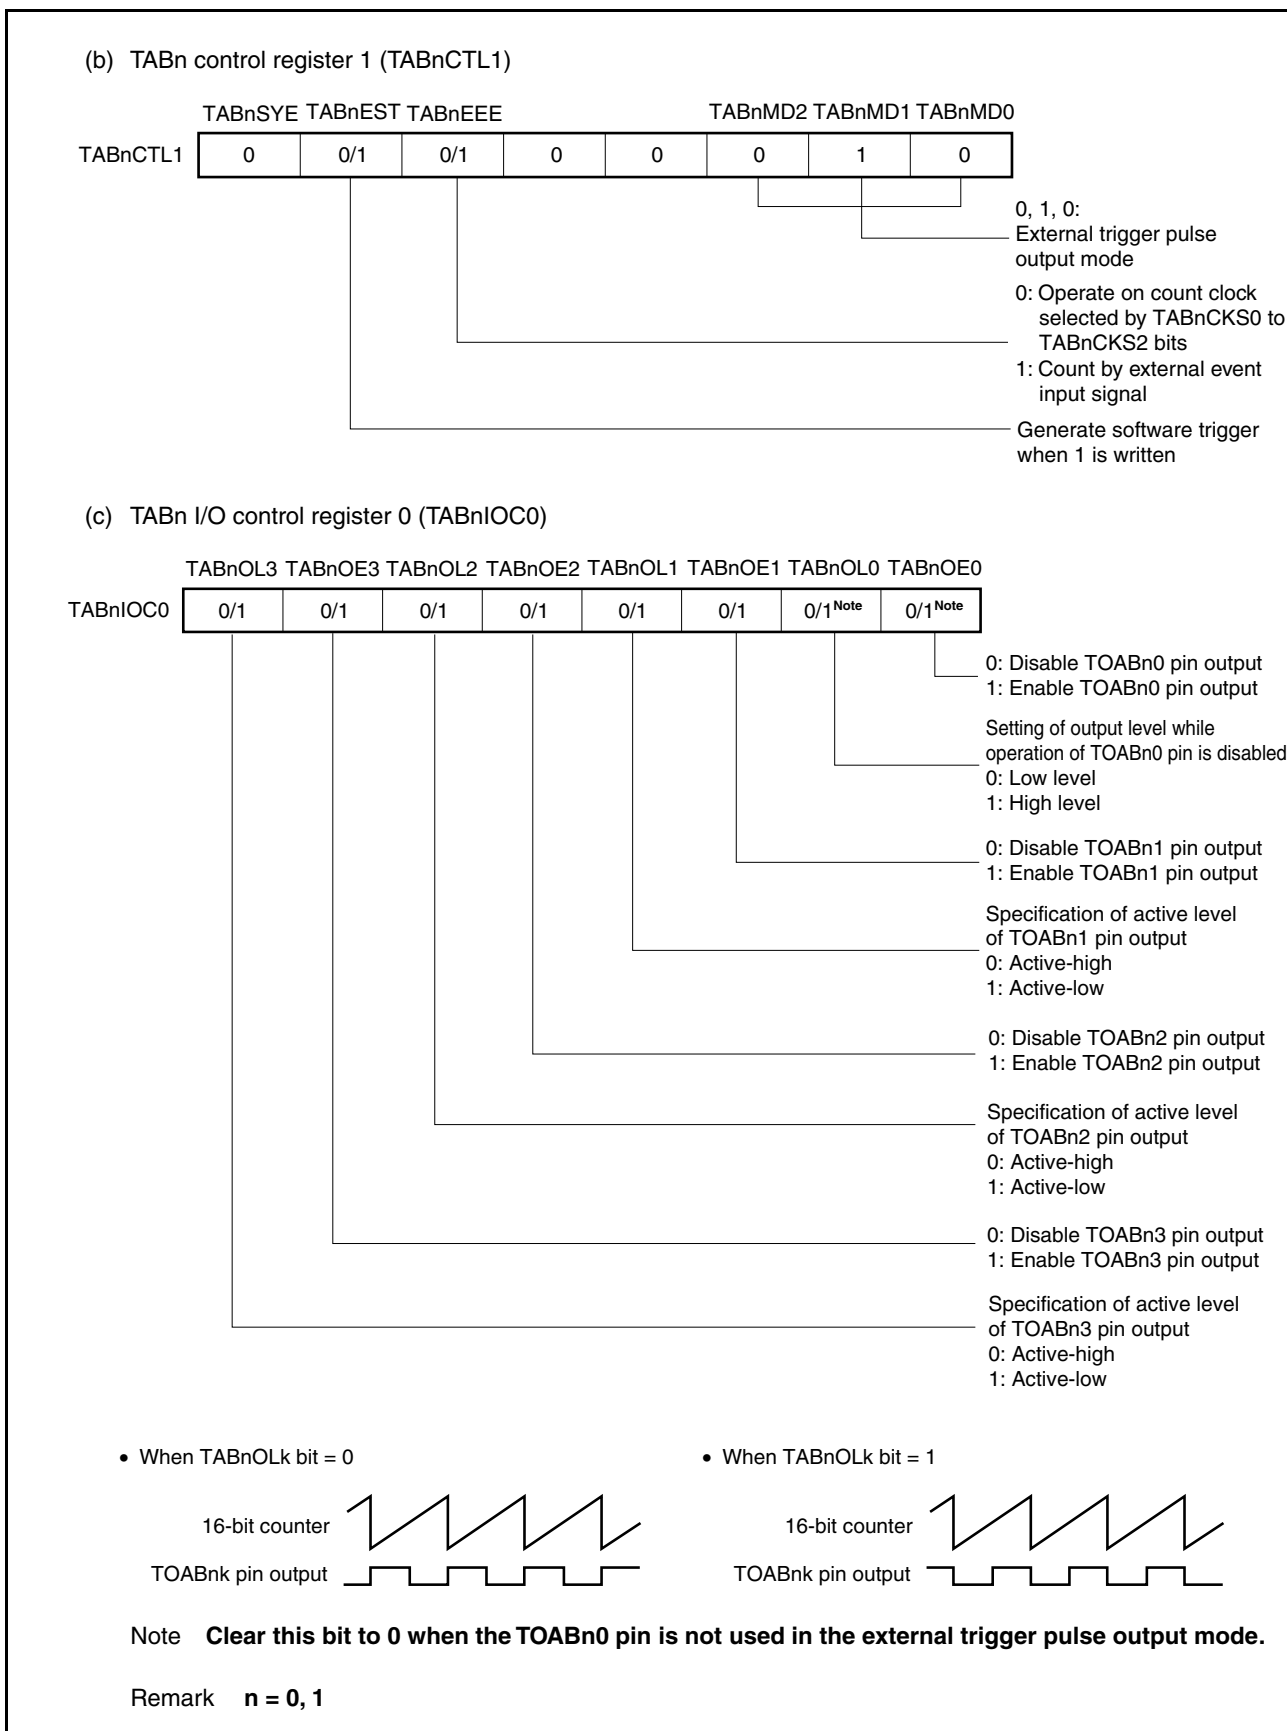 (b) TABn control register 1 (TABnCTL1)
TABnSYE TABnEST TABnEEE TABnMD2 TABnMD1 TABnMD0
TABnCTL1 0 0/1 0/1 0 0 0 1 0
0, 1, 0:
External trigger pulse
output mode
0: Operate on count clock
selected by TABnCKS0 to
TABnCKS2 bits
1: Count by external event
input signal
Generate software trigger
when 1 is written
(c) TABn I/O control register 0 (TABnIOC0)
TABnOL3 TABnOE3 TABnOL2 TABnOE2 TABnOL1 TABnOE1 TABnOL0 TABnOE0
TABnIOC0 0/1 0/1 0/1 0/1 0/1 0/1 0/1Note 0/1Note
0: Disable TOABn0 pin output
1: Enable TOABn0 pin output
Setting of output level while
operation of TOABn0 pin is disabled
0: Low level
1: High level
0: Disable TOABn1 pin output
1: Enable TOABn1 pin output
Specification of active level
of TOABn1 pin output
0: Active-high
1: Active-low
0: Disable TOABn2 pin output
1: Enable TOABn2 pin output
Specification of active level
of TOABn2 pin output
0: Active-high
1: Active-low
0: Disable TOABn3 pin output
1: Enable TOABn3 pin output
Specification of active level
of TOABn3 pin output
0: Active-high
1: Active-low
• When TABnOLk bit = 0
16-bit counter
TOABnk pin output
• When TABnOLk bit = 1
16-bit counter
TOABnk pin output
Note Clear this bit to 0 when the TOABn0 pin is not used in the external trigger pulse output mode.
Remark n = 0, 1